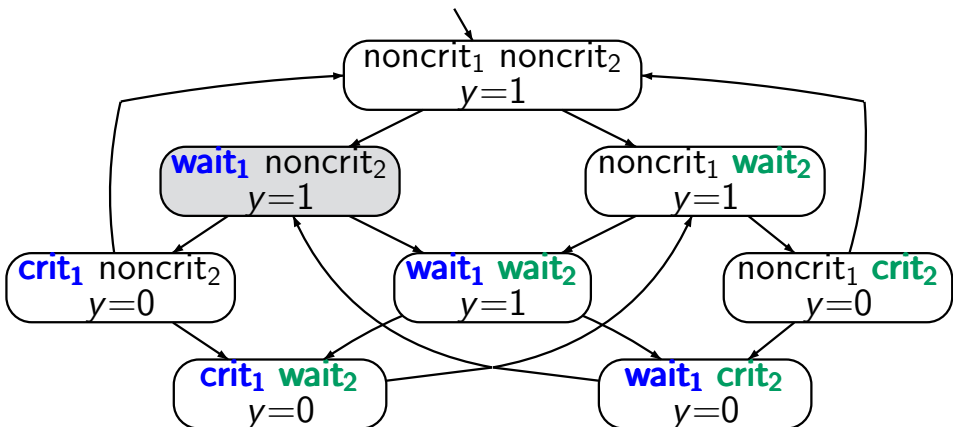 noncrit₁ noncrit₂
y=1
wait₁ noncrit₂
y=1
noncrit₁ wait₂
y=1
crit₁ noncrit₂
y=0
wait₁ wait₂
y=1
noncrit₁ crit₂
y=0
crit₁ wait₂
y=0
wait₁ crit₂
y=0